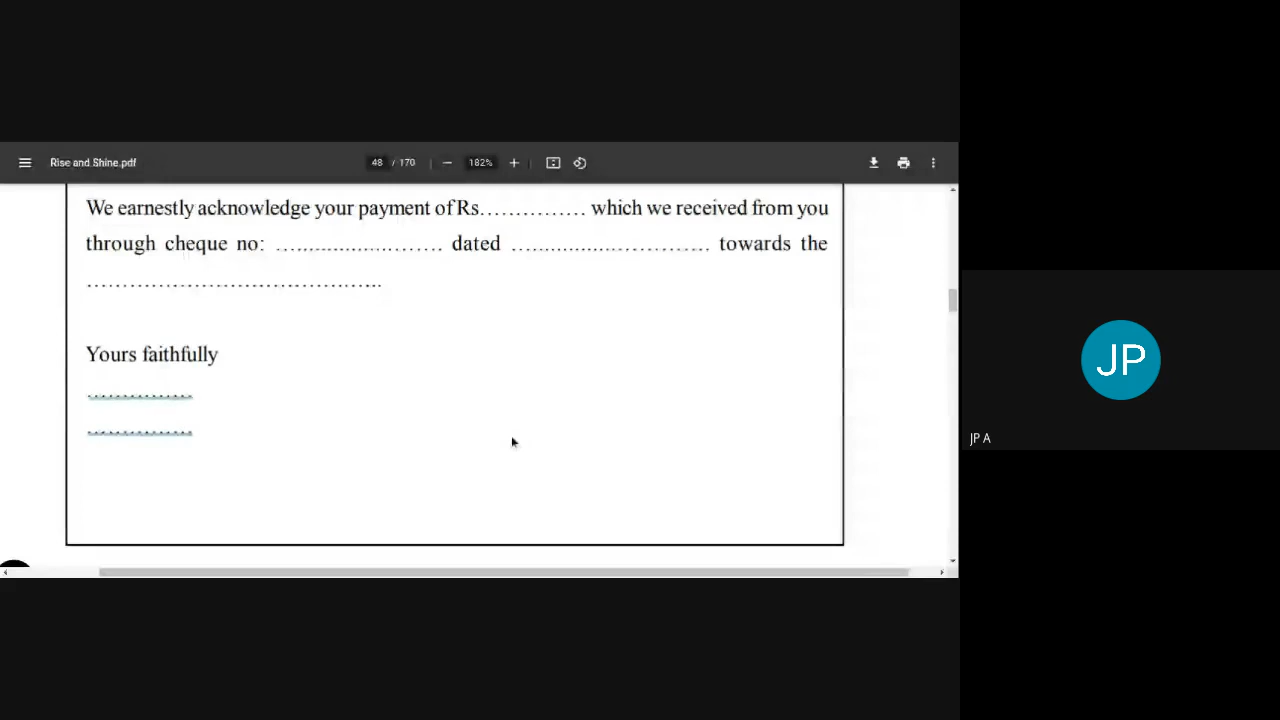 Rise and Shine.pdf
48 / 170
182%
We earnestly acknowledge your payment of Rs…………… which we received from you
through cheque no: …...................……. dated …...............………….. towards the
…………………………………..
Yours faithfully
……………
……………
JP
JP A